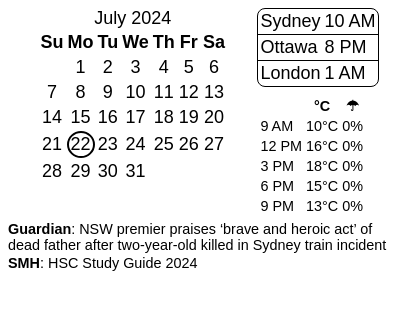 July 2024
Su Mo Tu We Th Fr Sa
1 2 3 4 5 6
7 8 9 10 11 12 13
14 15 16 17 18 19 20
21 22 23 24 25 26 27
28 29 30 31
Sydney 10 AM
Ottawa 8 PM
London 1 AM
°C ☂
9 AM 10°C 0%
12 PM 16°C 0%
3 PM 18°C 0%
6 PM 15°C 0%
9 PM 13°C 0%
Guardian: NSW premier praises ‘brave and heroic act’ of
dead father after two-year-old killed in Sydney train incident
SMH: HSC Study Guide 2024